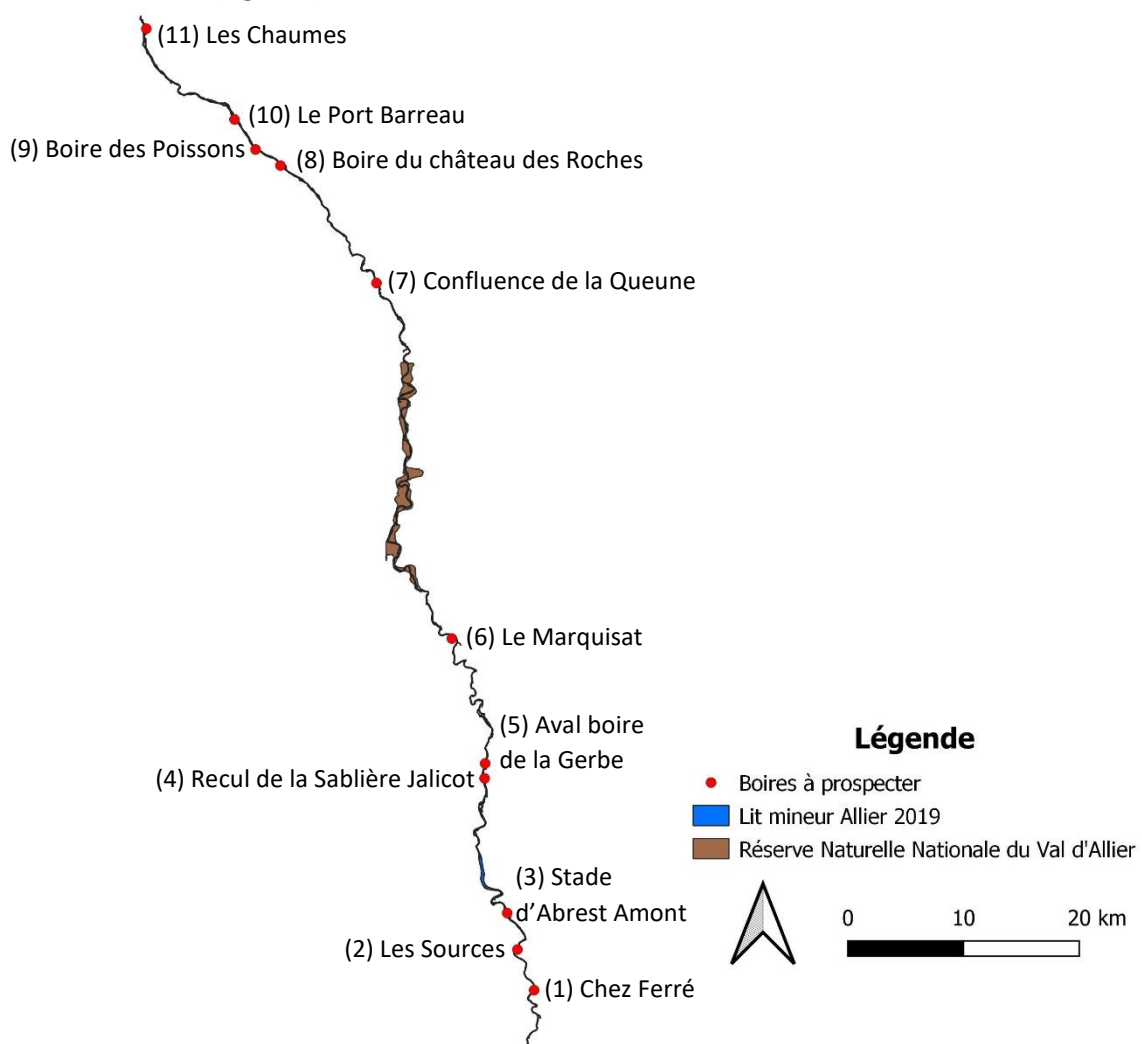 (11) Les Chaumes
(10) Le Port Barreau
(9) Boire des Poissons
(8) Boire du château des Roches
(7) Confluence de la Queune
(6) Le Marquisat
(5) Aval boire
de la Gerbe
(4) Recul de la Sablière Jalicot
(3) Stade
d'Abrest Amont
(2) Les Sources
(1) Chez Ferré
Légende
Boires à prospecter
Lit mineur Allier 2019
Réserve Naturelle Nationale du Val d'Allier
0 10 20 km